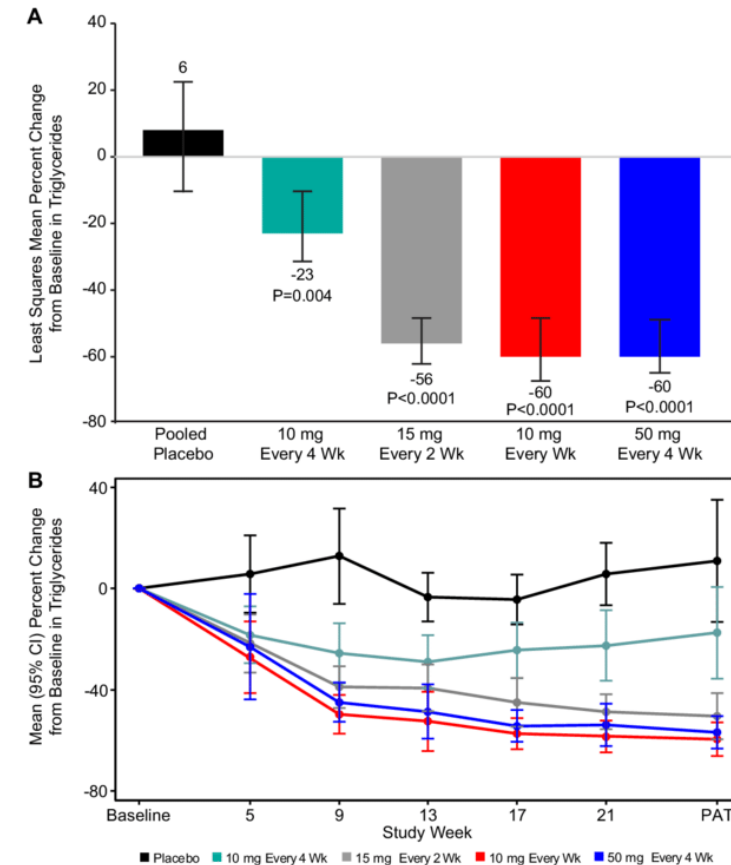 A
Least Squares Mean Percent Change
from Baseline in Triglycerides
40
20
0
-20
-40
-60
-80
6
-23
P=0.004
-56
P<0.0001
-60
P<0.0001
-60
P<0.0001
Pooled
Placebo
10 mg
Every 4 Wk
15 mg
Every 2 Wk
10 mg
Every Wk
50 mg
Every 4 Wk
B
Mean (95% CI) Percent Change
from Baseline in Triglycerides
40
0
-40
-80
Baseline 5 9 13 17 21 PAT
Study Week
Placebo 10 mg Every 4 Wk 15 mg Every 2 Wk 10 mg Every Wk 50 mg Every 4 Wk